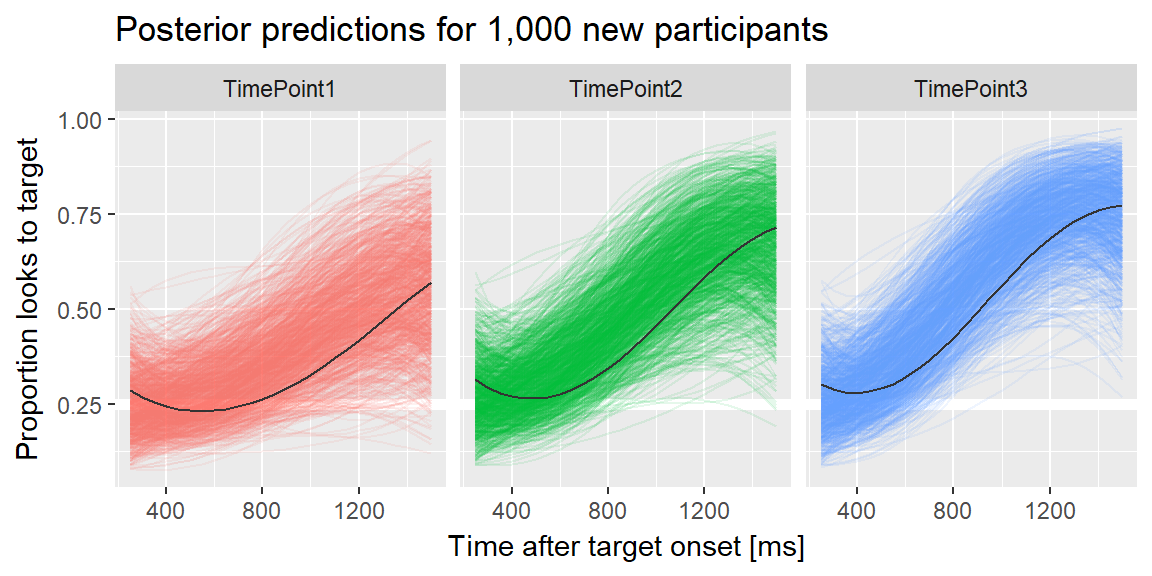 Posterior predictions for 1,000 new participants
TimePoint1 TimePoint2 TimePoint3
Proportion looks to target
1.00
0.75
0.50
0.25
400 800 1200 400 800 1200 400 800 1200
Time after target onset [ms]